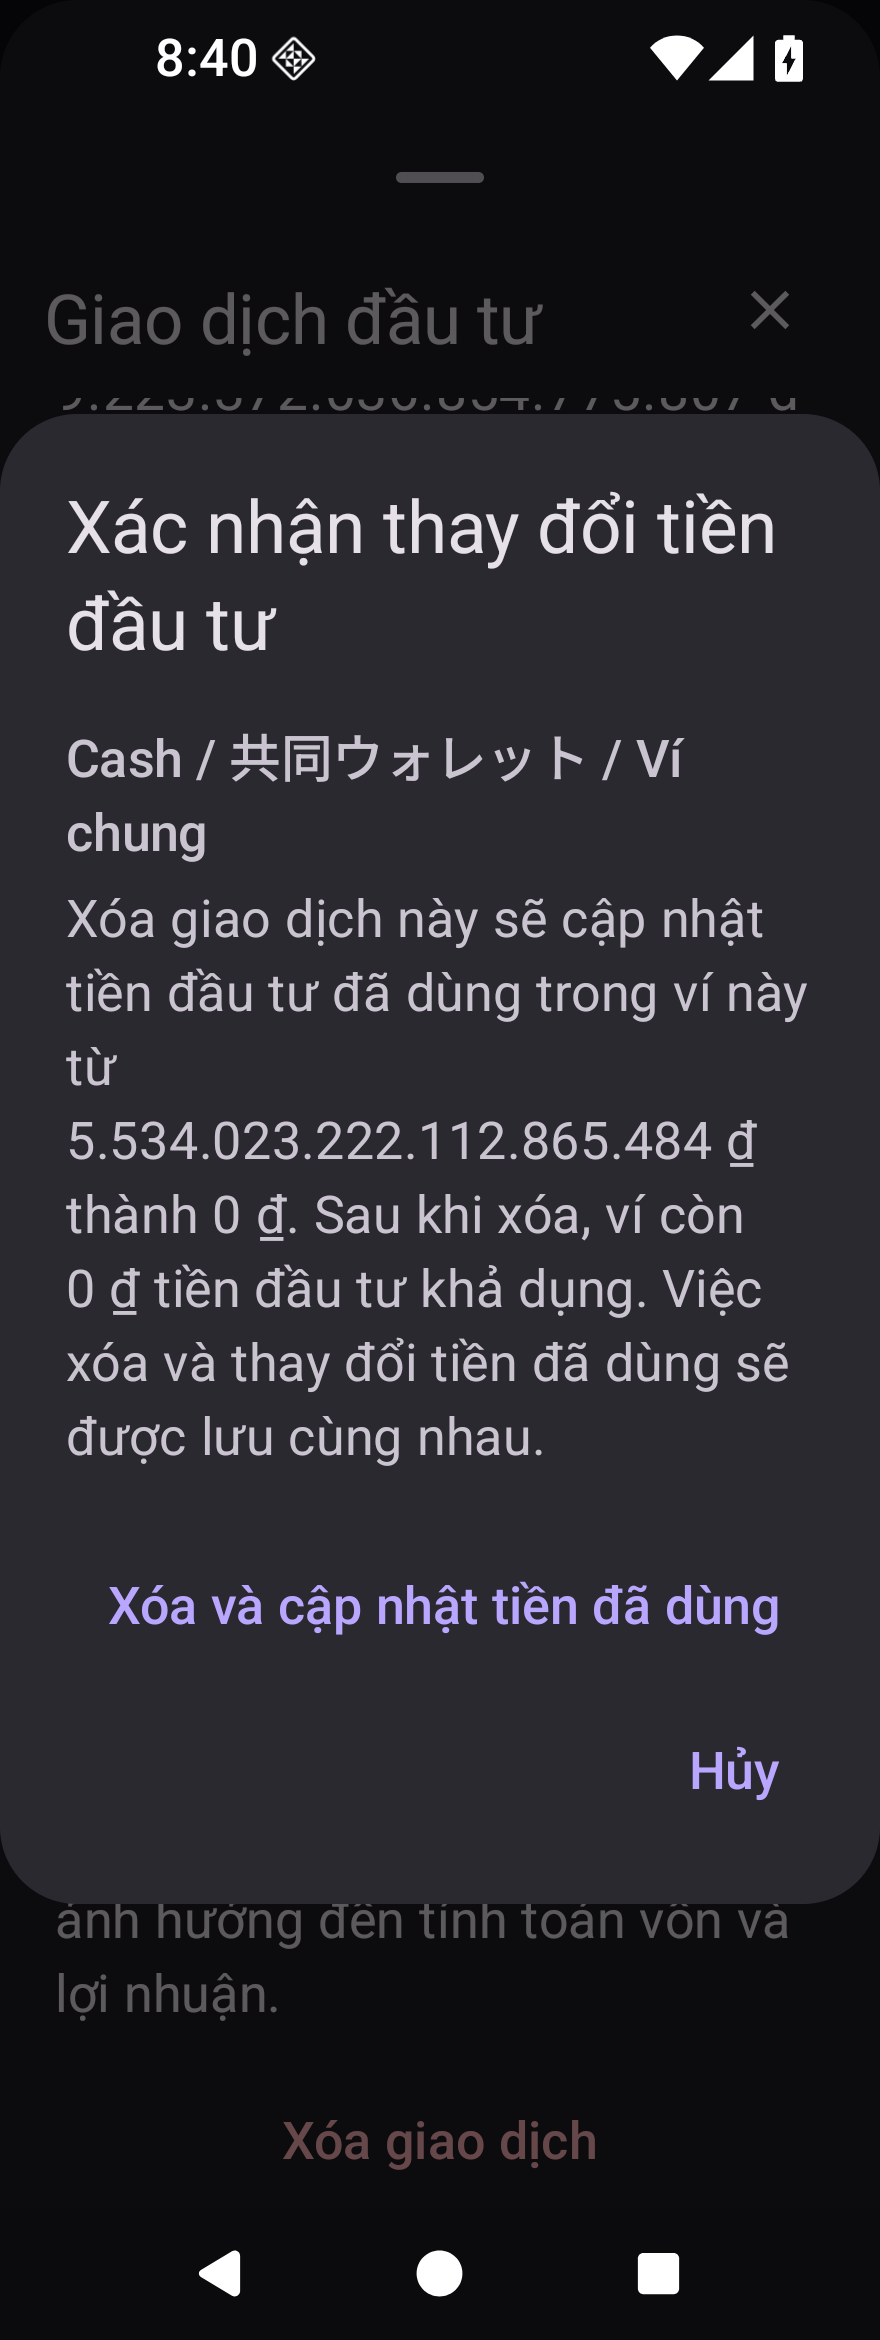 8:40
Giao dịch đầu tư
Xác nhận thay đổi tiền
đầu tư
Cash / 共同ウォレット / Ví
chung
Xóa giao dịch này sẽ cập nhật
tiền đầu tư đã dùng trong ví này
từ
5.534.023.222.112.865.484 ₫
thành 0 ₫. Sau khi xóa, ví còn
0 ₫ tiền đầu tư khả dụng. Việc
xóa và thay đổi tiền đã dùng sẽ
được lưu cùng nhau.
Xóa và cập nhật tiền đã dùng
Hủy
ảnh hưởng đến tính toán vốn và
lợi nhuận.
Xóa giao dịch